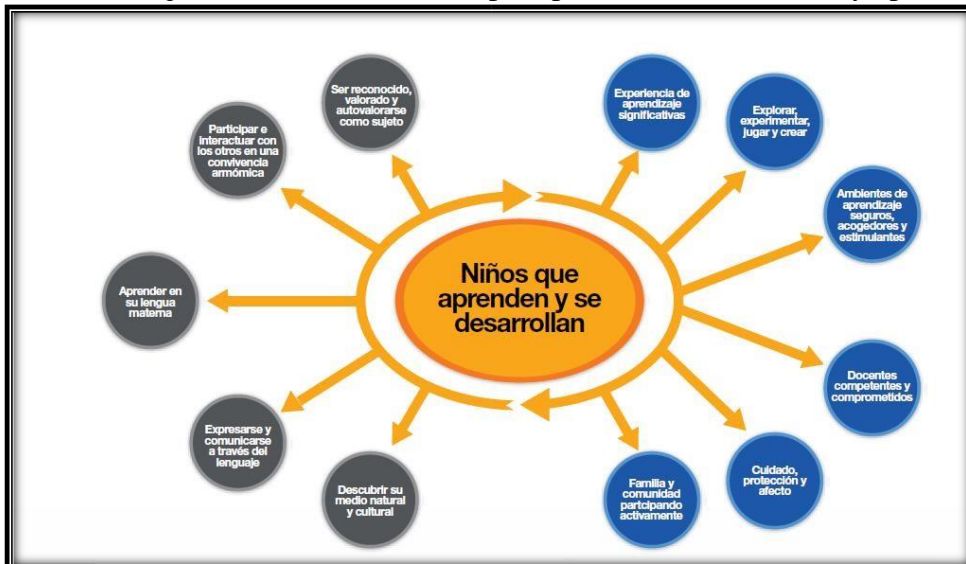 Ser reconocido,
valorado y
autovalorarse
como sujeto
Participar e
interactuar con
los otros en una
convivencia
armómica
Aprender en
su lengua
materna
Expresarse y
comunicarse
a través del
lenguaje
Descubrir su
medio natural
y cultural
Niños que
aprenden y se
desarrollan
Experiencia de
aprendizaje
significativas
Explorar,
experimentar,
jugar y crear
Ambientes de
aprendizaje
seguros,
acogedores y
estimulantes
Docentes
competentes y
comprometidos
Cuidado,
protección y
afecto
Familia y
comunidad
partcipando
activamente